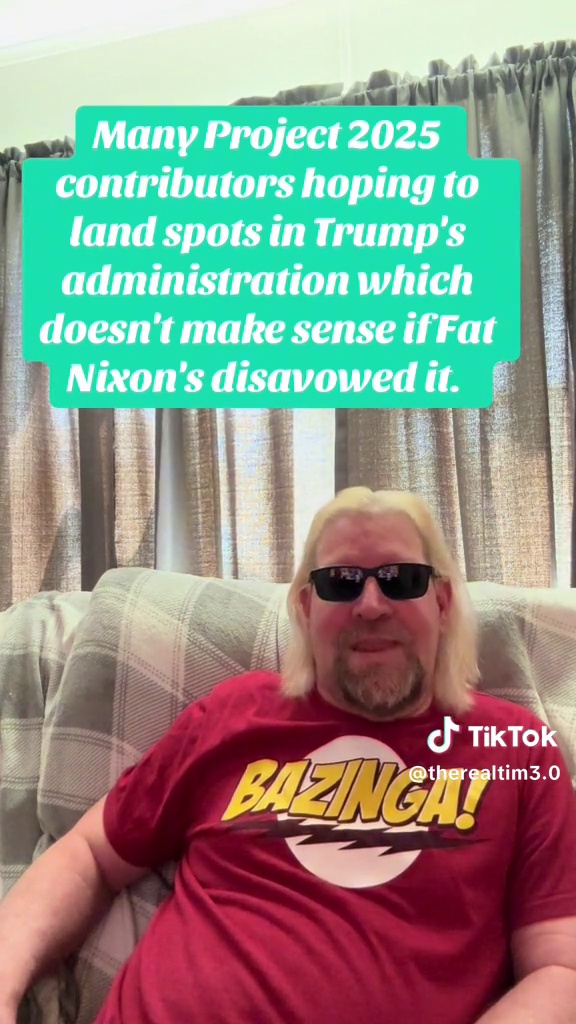 Many Project 2025
contributors hoping to
land spots in Trump's
administration which
doesn't make sense if Fat
Nixon's disavowed it.
BAZINGA!
TikTok
@therealtim3.0